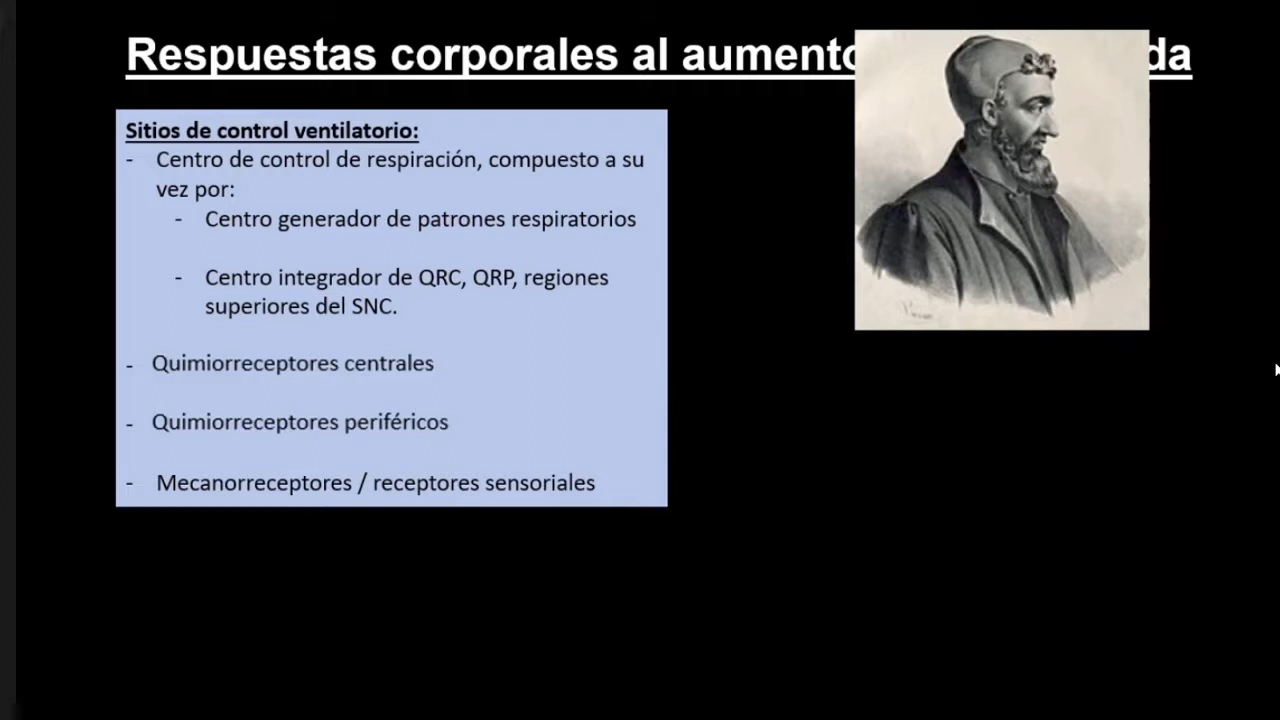 Respuestas corporales al aumento da
Sitios de control ventilatorio:
- Centro de control de respiración, compuesto a su
vez por:
- Centro generador de patrones respiratorios
- Centro integrador de QRC, QRP, regiones
superiores del SNC.
- Quimiorreceptores centrales
- Quimiorreceptores periféricos
- Mecanorreceptores / receptores sensoriales